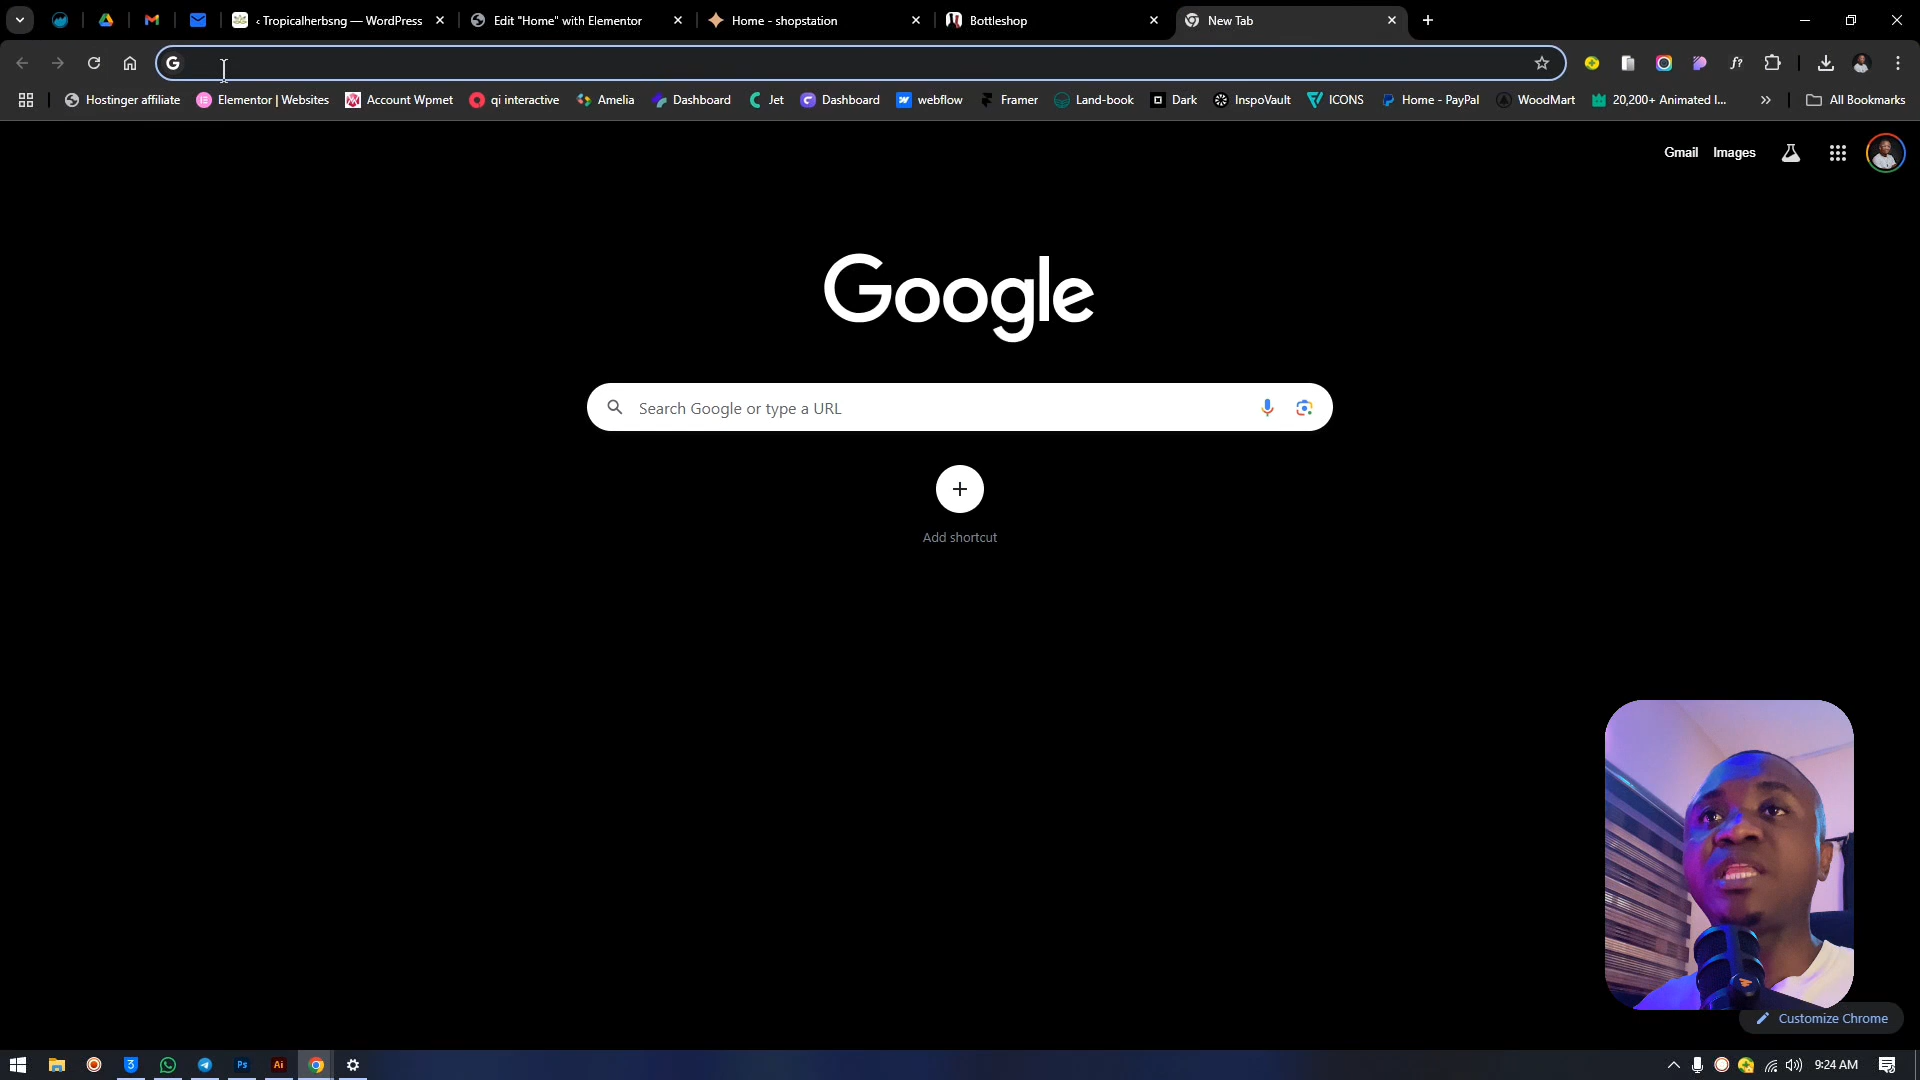 ‹ Tropicalherbsng — WordPress
Edit "Home" with Elementor
Home - shopstation
Bottleshop
New Tab
Hostinger affiliate
Elementor | Websites
Account Wpmet
qi interactive
Amelia
Dashboard
Jet
Dashboard
webflow
Framer
Land-book
Dark
InspoVault
ICONS
Home - PayPal
WoodMart
20,200+ Animated I...
All Bookmarks
Gmail
Images
Google
Search Google or type a URL
Add shortcut
Customize Chrome
Ps
Ai
9:24 AM